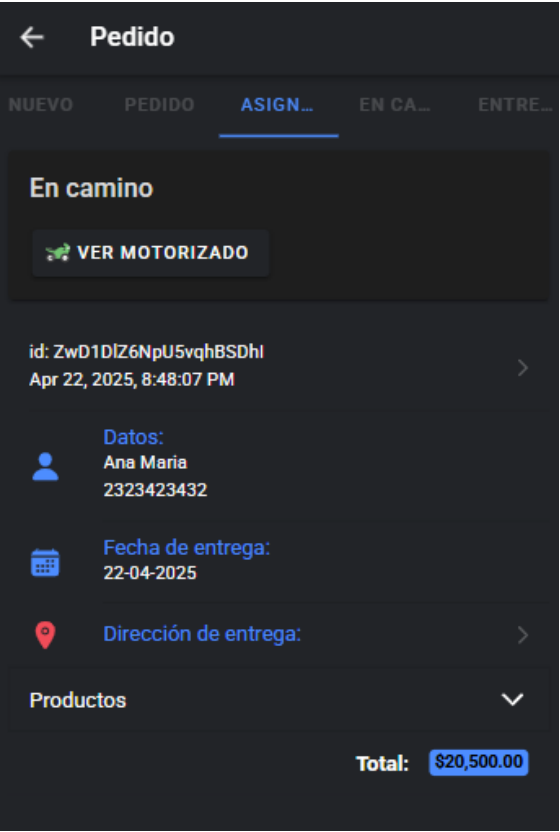 Pedido
NUEVO PEDIDO ASIGN... EN CA... ENTRE...
En camino
VER MOTORIZADO
id: ZwD1DlZ6NpU5vqhBSDhI
Apr 22, 2025, 8:48:07 PM
Datos:
Ana Maria
2323423432
Fecha de entrega:
22-04-2025
Dirección de entrega:
Productos
Total: $20,500.00